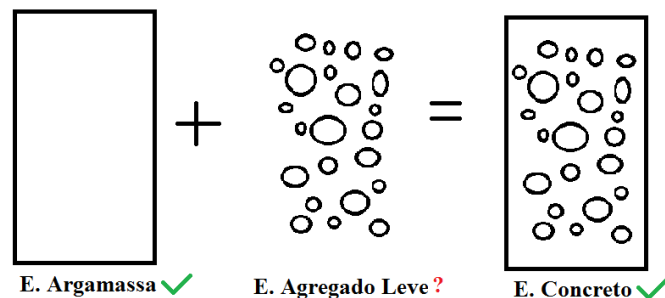 E. Argamassa
E. Agregado Leve ?
E. Concreto